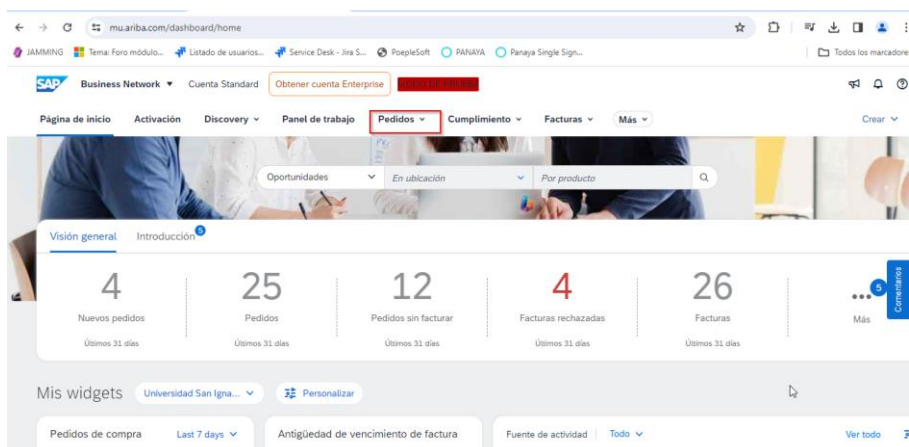 mu.ariba.com/dashboard/home
JAMMING Tema: Foro módulo... Listado de usuarios... Service Desk - Jira S... PoepleSoft PANAYA Panaya Single Sign... Todos los marcadore
SAP Business Network Cuenta Standard Obtener cuenta Enterprise MODO DE PRUEBA
Página de inicio Activación Discovery Panel de trabajo Pedidos Cumplimiento Facturas Más Crear
Oportunidades En ubicación Por producto
Visión general Introducción 5
4 25 12 4 26 ... 5
Nuevos pedidos Pedidos Pedidos sin facturar Facturas rechazadas Facturas Más
Últimos 31 días Últimos 31 días Últimos 31 días Últimos 31 días Últimos 31 días
Comentarios
Mis widgets Universidad San Igna... Personalizar
Pedidos de compra Last 7 days Antigüedad de vencimiento de factura Fuente de actividad Todo Ver todo